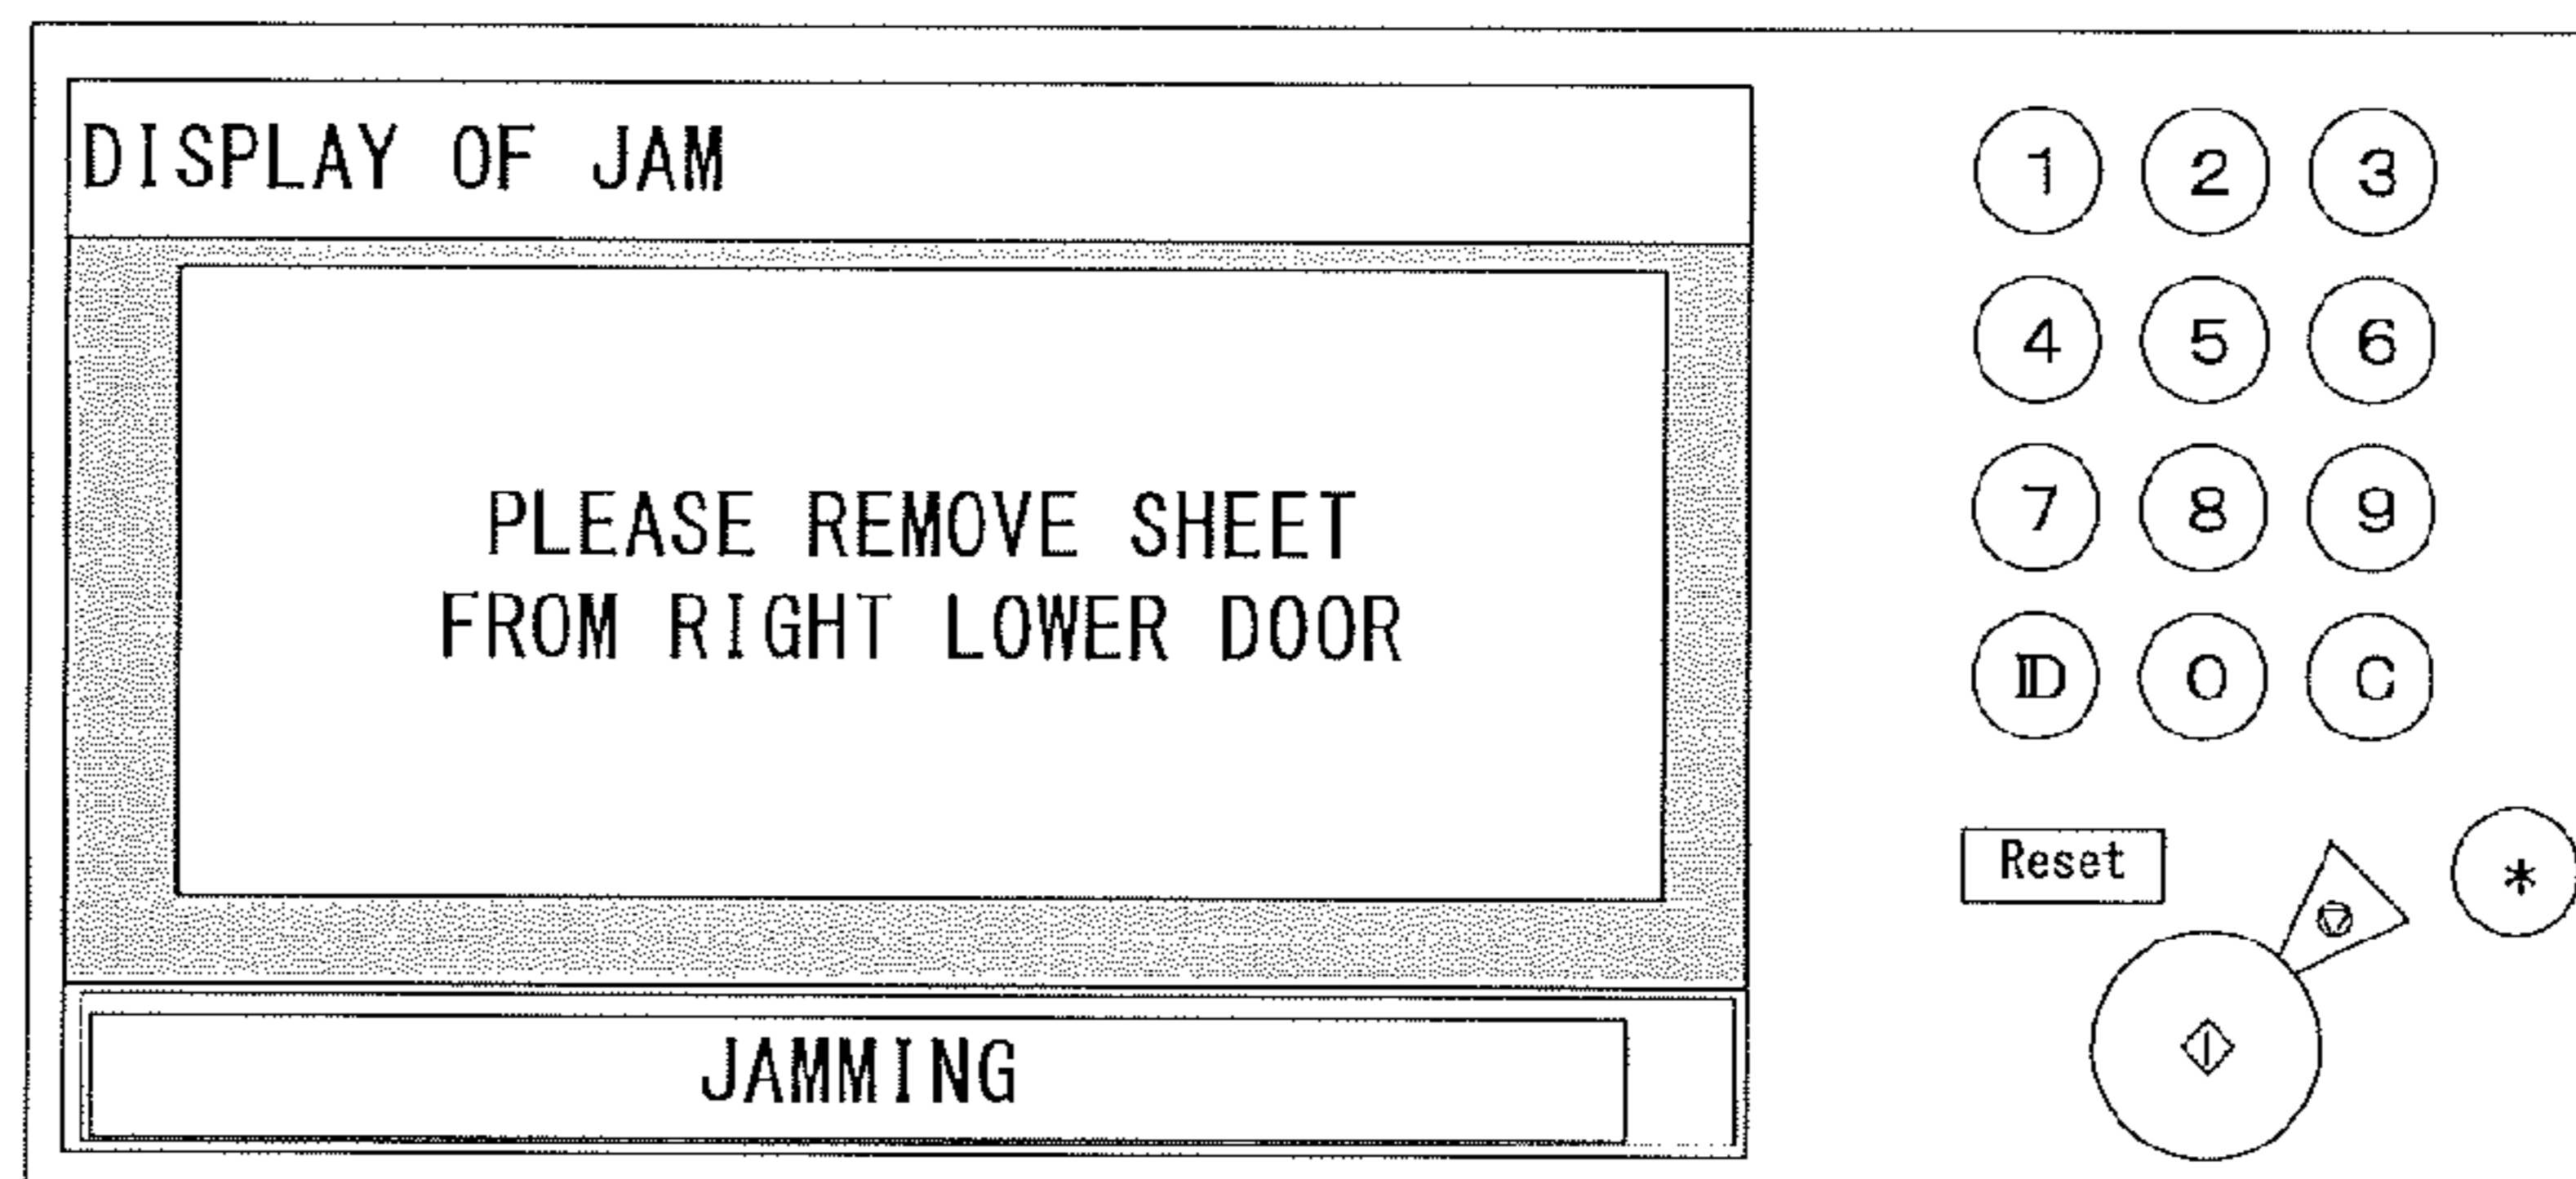 DISPLAY OF JAM
PLEASE REMOVE SHEET
FROM RIGHT LOWER DOOR
JAMMING
1 2 3
4 5 6
7 8 9
ID 0 C
Reset
*